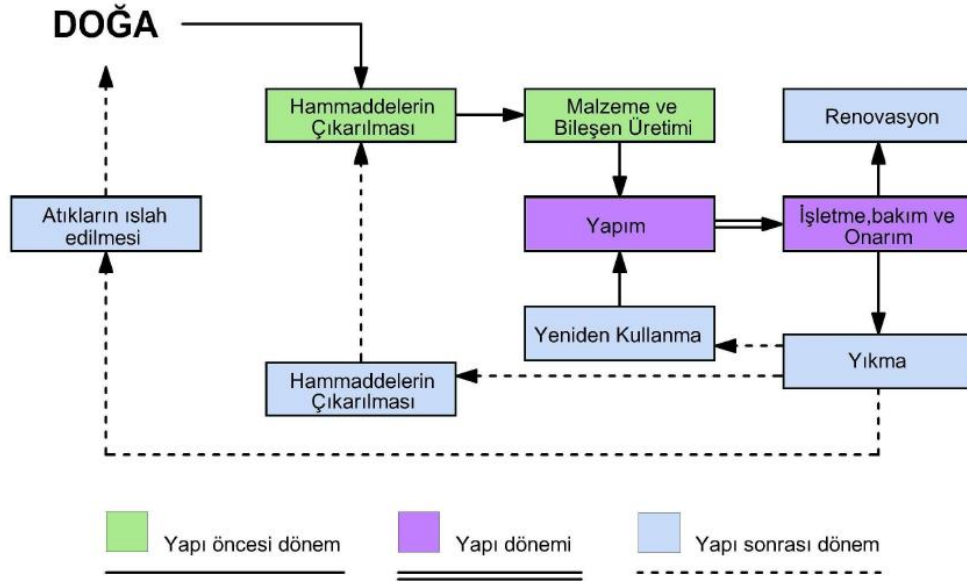 DOĞA
Hammaddelerin
Çıkarılması
Malzeme ve
Bileşen Üretimi
Renovasyon
Atıkların ıslah
edilmesi
Yapım
İşletme,bakım ve
Onarım
Yeniden Kullanma
Yıkma
Hammaddelerin
Çıkarılması
Yapı öncesi dönem
Yapı dönemi
Yapı sonrası dönem